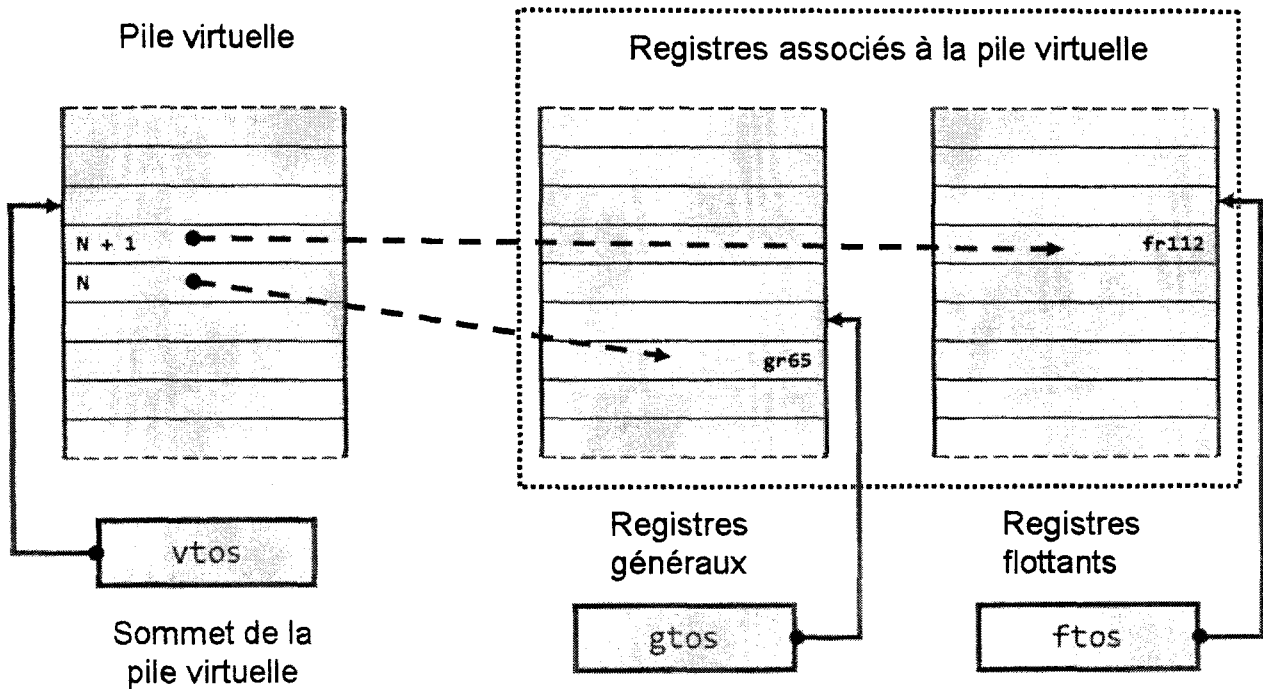 Pile virtuelle
Registres associés à la pile virtuelle
N + 1
fr112
N
gr65
vtos
Sommet de la
pile virtuelle
Registres
généraux
gtos
Registres
flottants
ftos